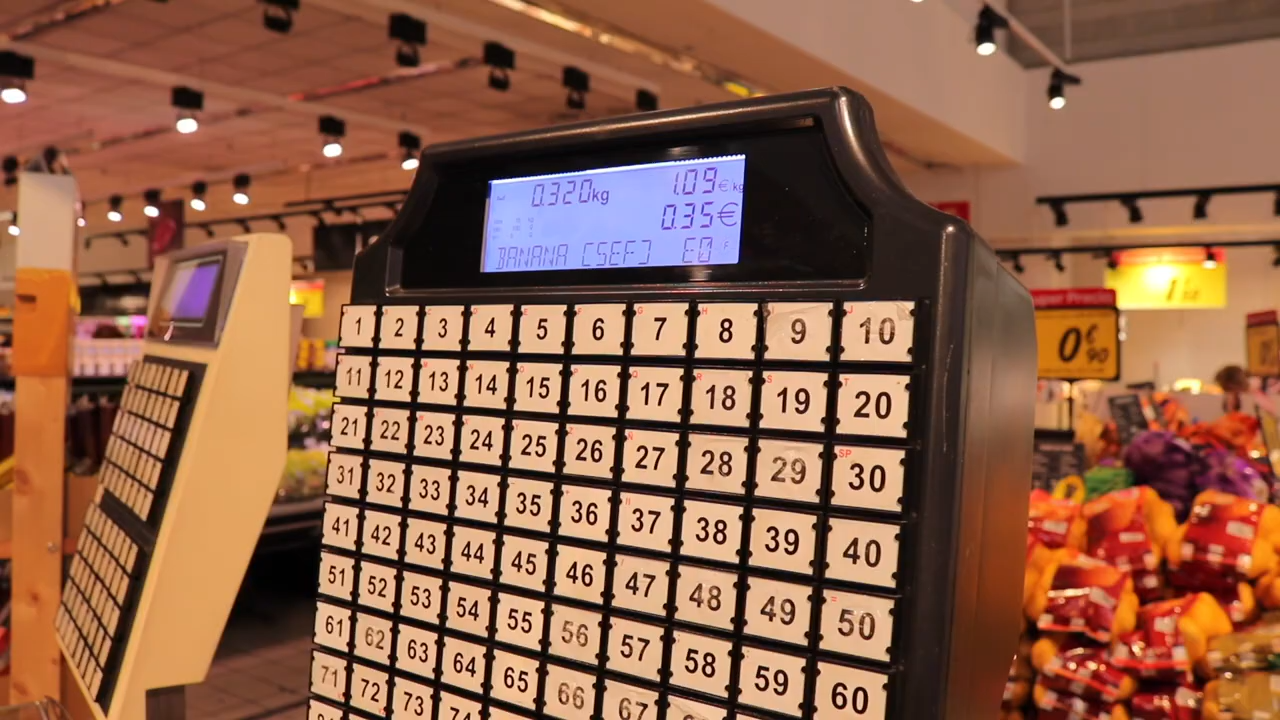 0.320kg 1.09€/kg
0.35€
BANANA [SEF] E0
1 2 3 4 5 6 7 8 9 10
11 12 13 14 15 16 17 18 19 20
21 22 23 24 25 26 27 28 29 30
31 32 33 34 35 36 37 38 39 40
41 42 43 44 45 46 47 48 49 50
51 52 53 54 55 56 57 58 59 60
61 62 63 64 65 66 67
71 72 73 74
Super Precio
0€90